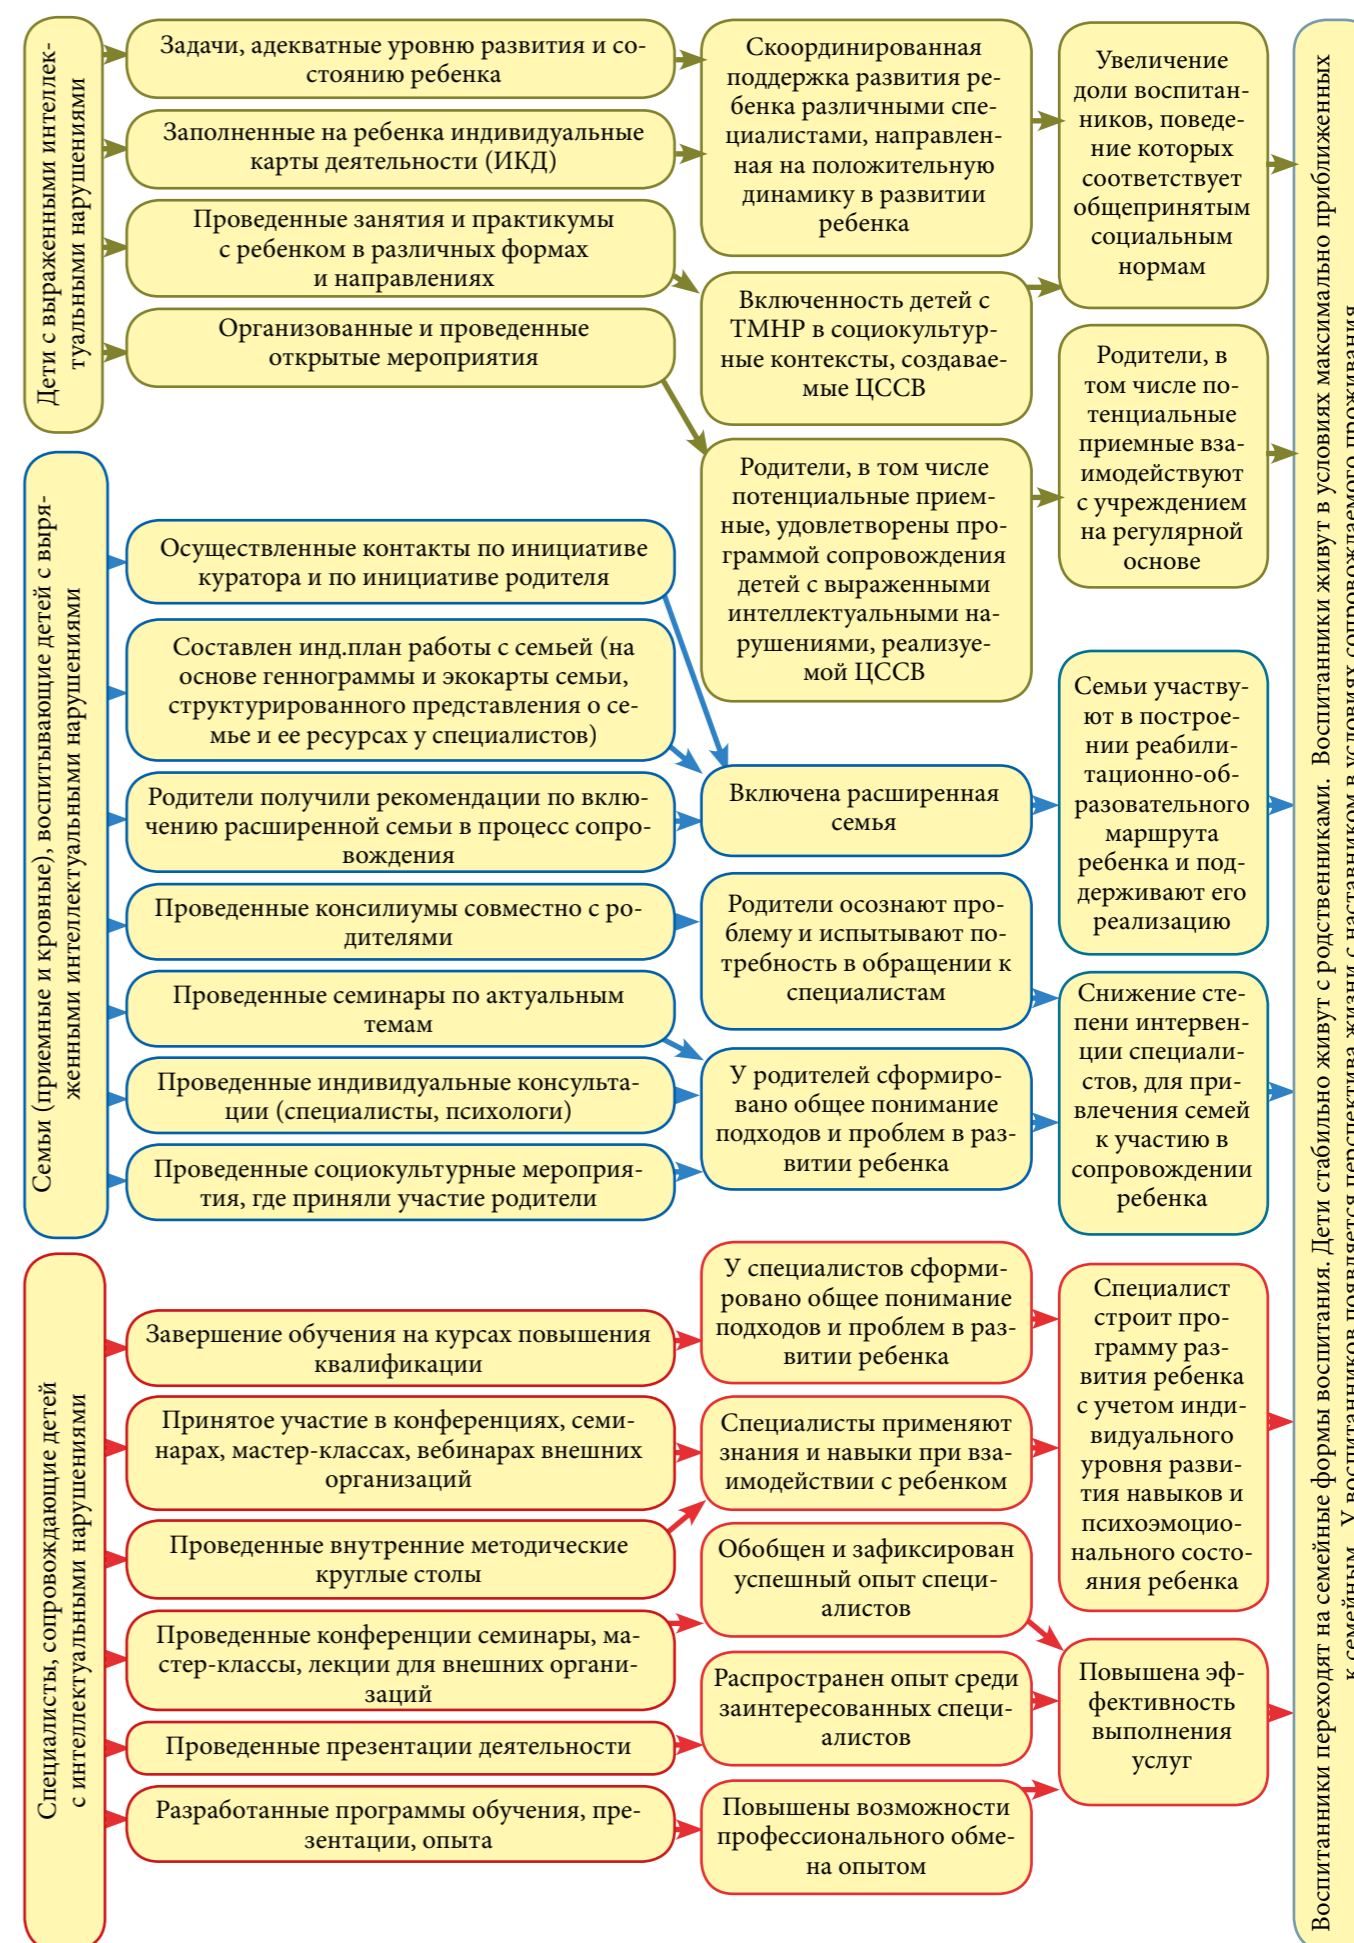 Дети с выраженными интеллек-
туальными нарушениями
Задачи, адекватные уровню развития и со-
стоянию ребенка
Заполненные на ребенка индивидуальные
карты деятельности (ИКД)
Проведенные занятия и практикумы
с ребенком в различных формах
и направлениях
Организованные и проведенные
открытые мероприятия
Скоординированная
поддержка развития ре-
бенка различными спе-
циалистами, направлен-
ная на положительную
динамику в развитии
ребенка
Включенность детей с
ТМНР в социокультур-
ные контексты, создавае-
мые ЦССВ
Родители, в том числе
потенциальные прием-
ные, удовлетворены про-
граммой сопровождения
детей с выраженными
интеллектуальными на-
рушениями, реализуе-
мой ЦССВ
Увеличение
доли воспитан-
ников, поведе-
ние которых
соответствует
общепринятым
социальным
нормам
Родители, в
том числе по-
тенциальные
приемные вза-
имодействуют
с учреждением
на регулярной
основе
Семьи (приемные и кровные), воспитывающие детей с выря-
женными интеллектуальными нарушениями
Осуществленные контакты по инициативе
куратора и по инициативе родителя
Составлен инд.план работы с семьей (на
основе геннограммы и экокарты семьи,
структурированного представления о се-
мье и ее ресурсах у специалистов)
Родители получили рекомендации по вклю-
чению расширенной семьи в процесс сопро-
вождения
Проведенные консилиумы совместно с ро-
дителями
Проведенные семинары по актуальным
темам
Проведенные индивидуальные консульта-
ции (специалисты, психологи)
Проведенные социокультурные мероприя-
тия, где приняли участие родители
Включена расширенная
семья
Родители осознают про-
блему и испытывают по-
требность в обращении к
специалистам
У родителей сформиро-
вано общее понимание
подходов и проблем в раз-
витии ребенка
Семьи участву-
ют в построе-
нии реабили-
тационно-об-
разовательного
маршрута
ребенка и под-
держивают его
реализацию
Снижение сте-
пени интервен-
ции специали-
стов, для при-
влечения семей
к участию в
сопровождении
ребенка
Специалисты, сопровождающие детей
с интеллектуальными нарушениями
Завершение обучения на курсах повышения
квалификации
Принятое участие в конференциях, семи-
нарах, мастер-классах, вебинарах внешних
организаций
Проведенные внутренние методические
круглые столы
Проведенные конференции семинары, ма-
стер-классы, лекции для внешних органи-
заций
Проведенные презентации деятельности
Разработанные программы обучения, пре-
зентации, опыта
У специалистов сформи-
ровано общее понимание
подходов и проблем в раз-
витии ребенка
Специалисты применяют
знания и навыки при вза-
имодействии с ребенком
Обобщен и зафиксирован
успешный опыт специ-
алистов
Распространен опыт среди
заинтересованных специ-
алистов
Повышены возможности
профессионального обме-
на опытом
Специалист
строит про-
грамму раз-
вития ребенка
с учетом инди-
видуального
уровня разви-
тия навыков и
психоэмоцио-
нального состо-
яния ребенка
Повышена эф-
фективность
выполнения
услуг
Воспитанники переходят на семейные формы воспитания. Дети стабильно живут с родственниками. Воспитанники живут в условиях максимально приближенных
к семейным. У воспитанников появляется перспектива жизни с наставником в условиях сопровождаемого проживания